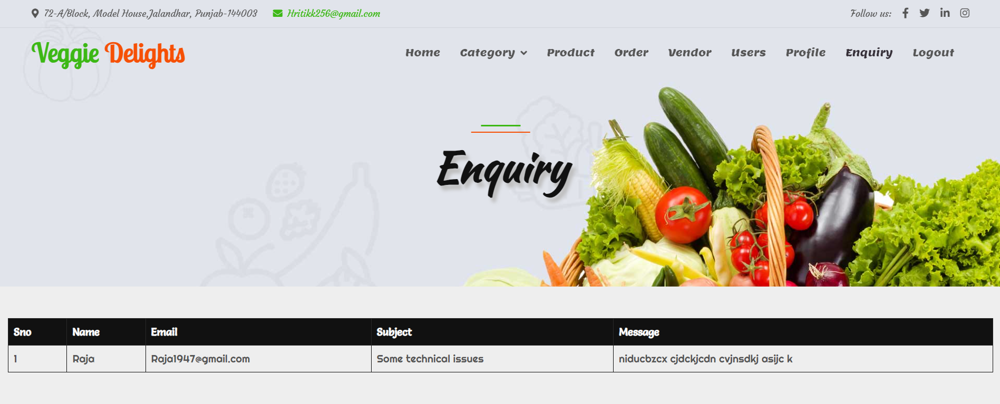 72-A/Block, Model House,Jalandhar, Punjab-144003 Hritikk256@gmail.com Follow us:
Veggie Delights Home Category Product Order Vendor Users Profile Enquiry Logout
Enquiry
Sno Name Email Subject Message
1 Raja Raja1947@gmail.com Some technical issues niducbzcx cjdckjcdn cvjnsdkj asijc k